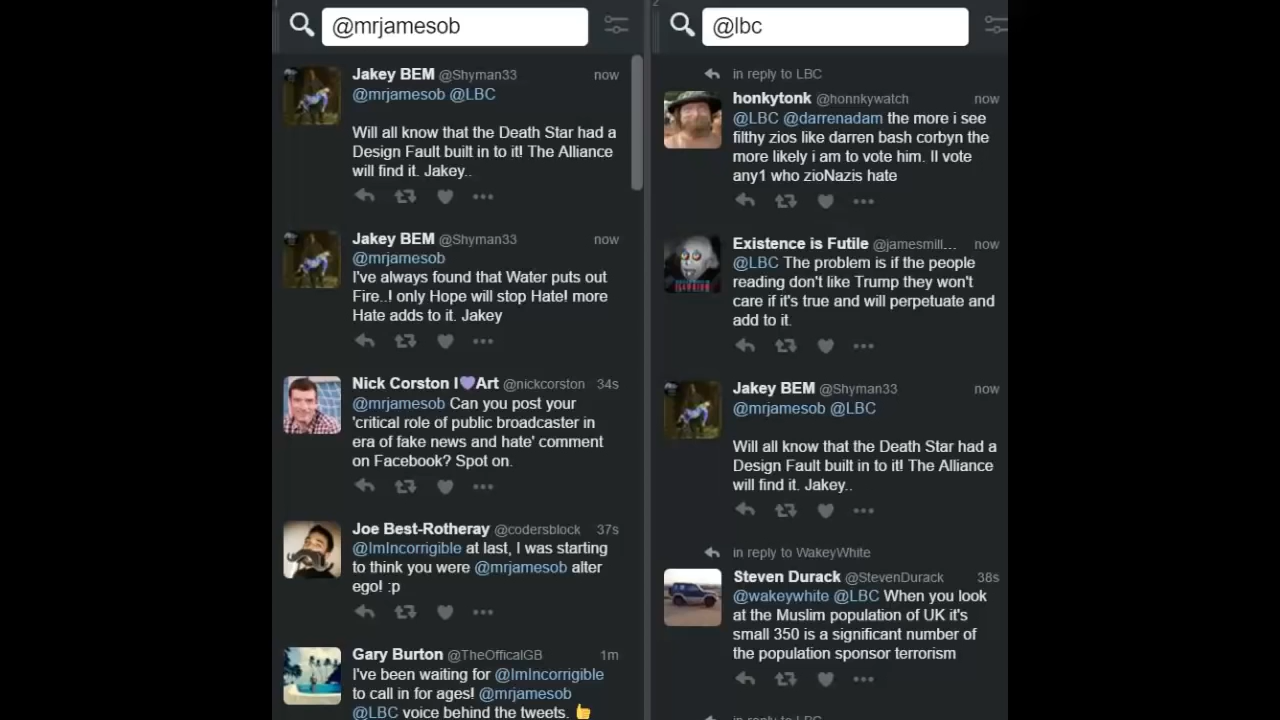 1
@mrjamesob
Jakey BEM @Shyman33 now
@mrjamesob @LBC
Will all know that the Death Star had a
Design Fault built in to it! The Alliance
will find it. Jakey..
Jakey BEM @Shyman33 now
@mrjamesob
I've always found that Water puts out
Fire..! only Hope will stop Hate! more
Hate adds to it. Jakey
Nick Corston I💜Art @nickcorston 34s
@mrjamesob Can you post your
'critical role of public broadcaster in
era of fake news and hate' comment
on Facebook? Spot on.
Joe Best-Rotheray @codersblock 37s
@ImIncorrigible at last, I was starting
to think you were @mrjamesob alter
ego! :p
Gary Burton @TheOfficalGB 1m
I've been waiting for @ImIncorrigible
to call in for ages! @mrjamesob
@LBC voice behind the tweets. 👍
2
@lbc
in reply to LBC
honkytonk @honnkywatch now
@LBC @darrenadam the more i see
filthy zios like darren bash corbyn the
more likely i am to vote him. Il vote
any1 who zioNazis hate
Existence is Futile @jamesmill... now
@LBC The problem is if the people
reading don't like Trump they won't
care if it's true and will perpetuate and
add to it.
Jakey BEM @Shyman33 now
@mrjamesob @LBC
Will all know that the Death Star had a
Design Fault built in to it! The Alliance
will find it. Jakey..
in reply to WakeyWhite
Steven Durack @StevenDurack 38s
@wakeywhite @LBC When you look
at the Muslim population of UK it's
small 350 is a significant number of
the population sponsor terrorism
in reply to LBC